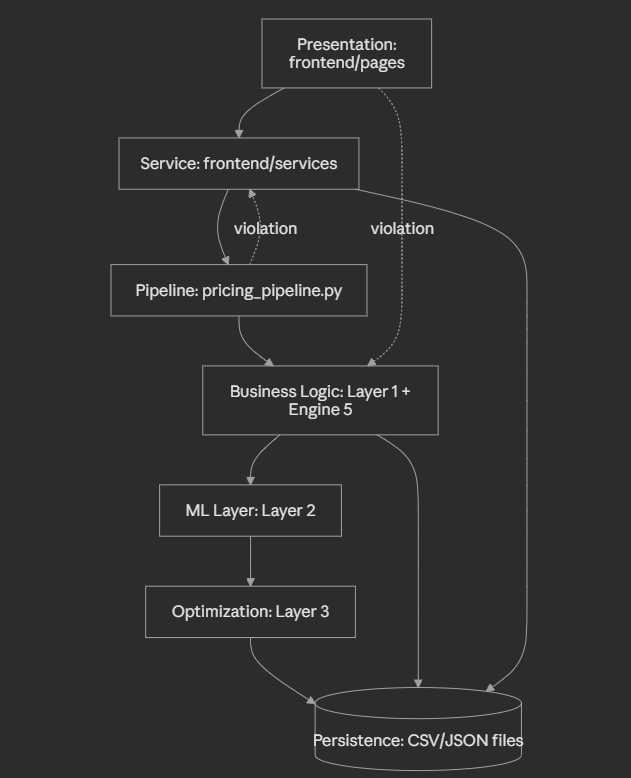 Presentation:
frontend/pages
Service: frontend/services
violation
violation
Pipeline: pricing_pipeline.py
Business Logic: Layer 1 +
Engine 5
ML Layer: Layer 2
Optimization: Layer 3
Persistence: CSV/JSON files